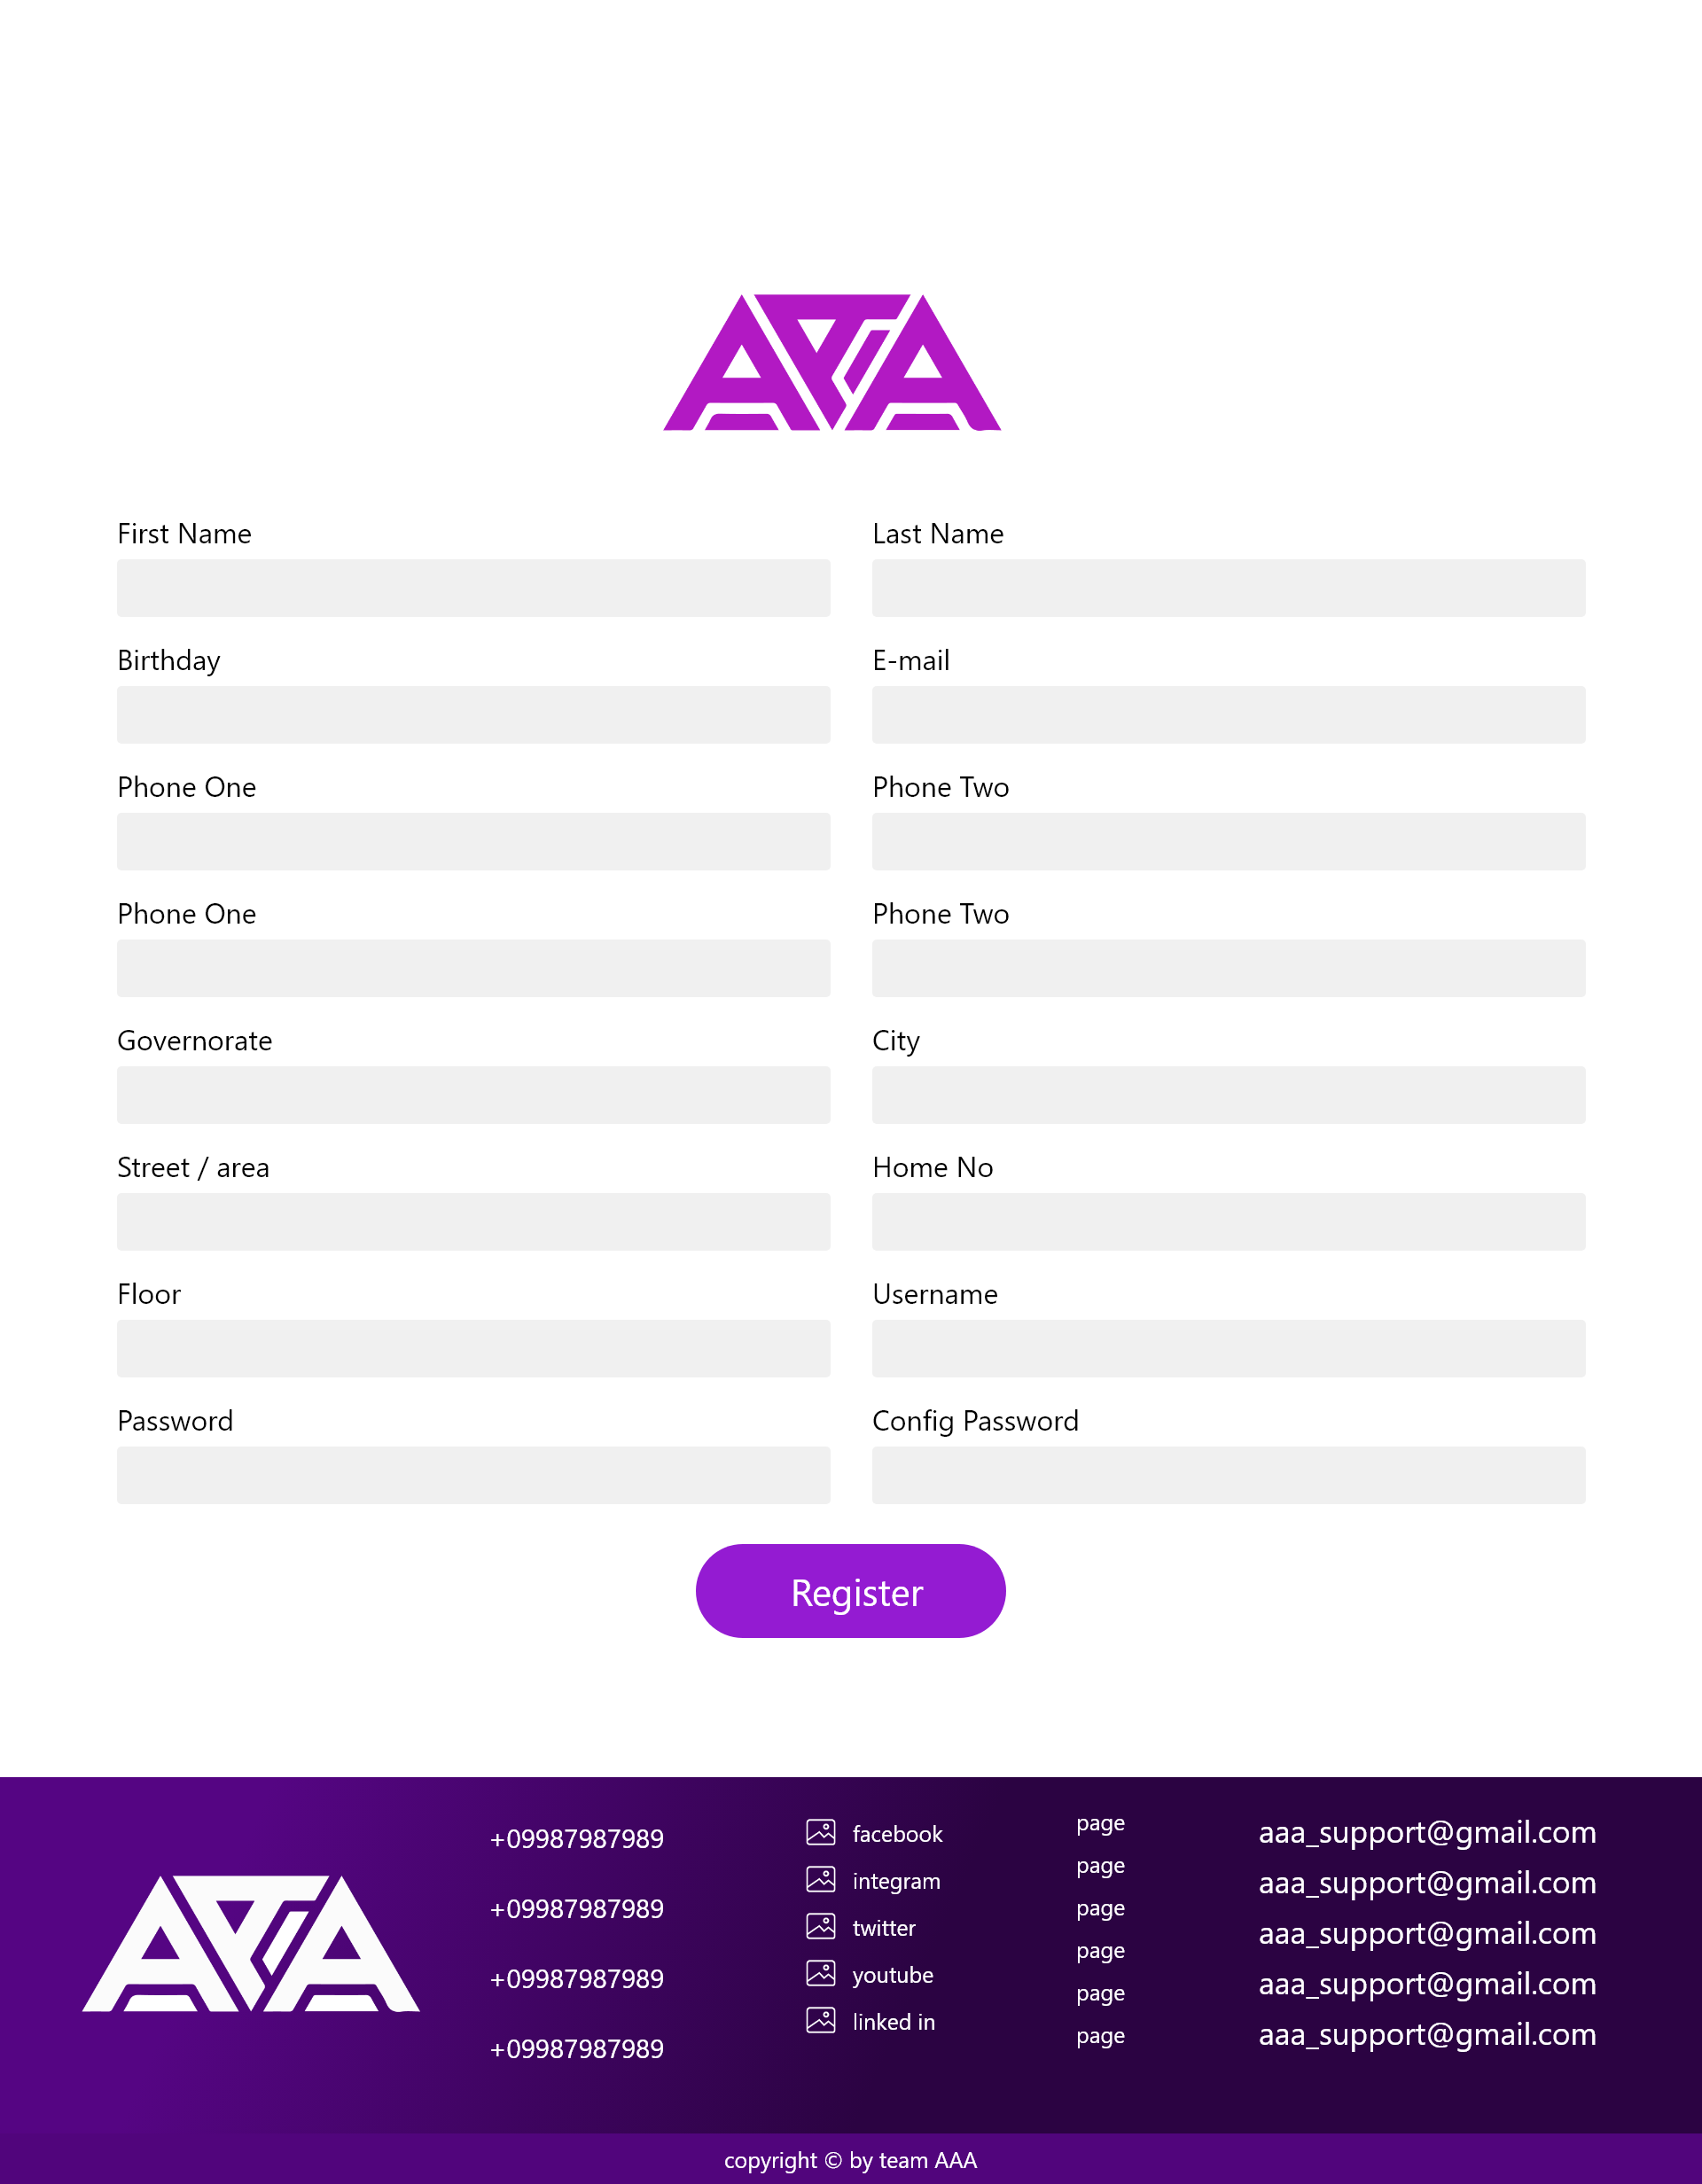 AAA
First Name
Last Name
Birthday
E-mail
Phone One
Phone Two
Phone One
Phone Two
Governorate
City
Street / area
Home No
Floor
Username
Password
Config Password
Register
AAA
+09987987989
+09987987989
+09987987989
+09987987989
facebook
integram
twitter
youtube
linked in
page
page
page
page
page
page
aaa_support@gmail.com
aaa_support@gmail.com
aaa_support@gmail.com
aaa_support@gmail.com
aaa_support@gmail.com
copyright © by team AAA